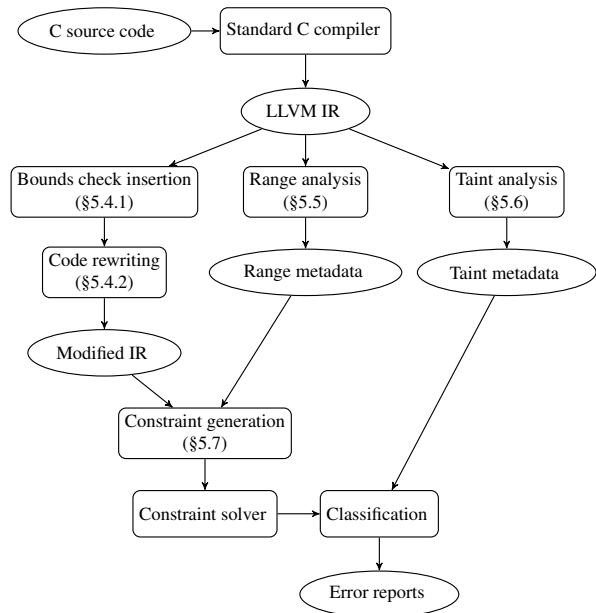 C source code
Standard C compiler
LLVM IR
Bounds check insertion
(§5.4.1)
Range analysis
(§5.5)
Taint analysis
(§5.6)
Code rewriting
(§5.4.2)
Range metadata
Taint metadata
Modified IR
Constraint generation
(§5.7)
Constraint solver
Classification
Error reports